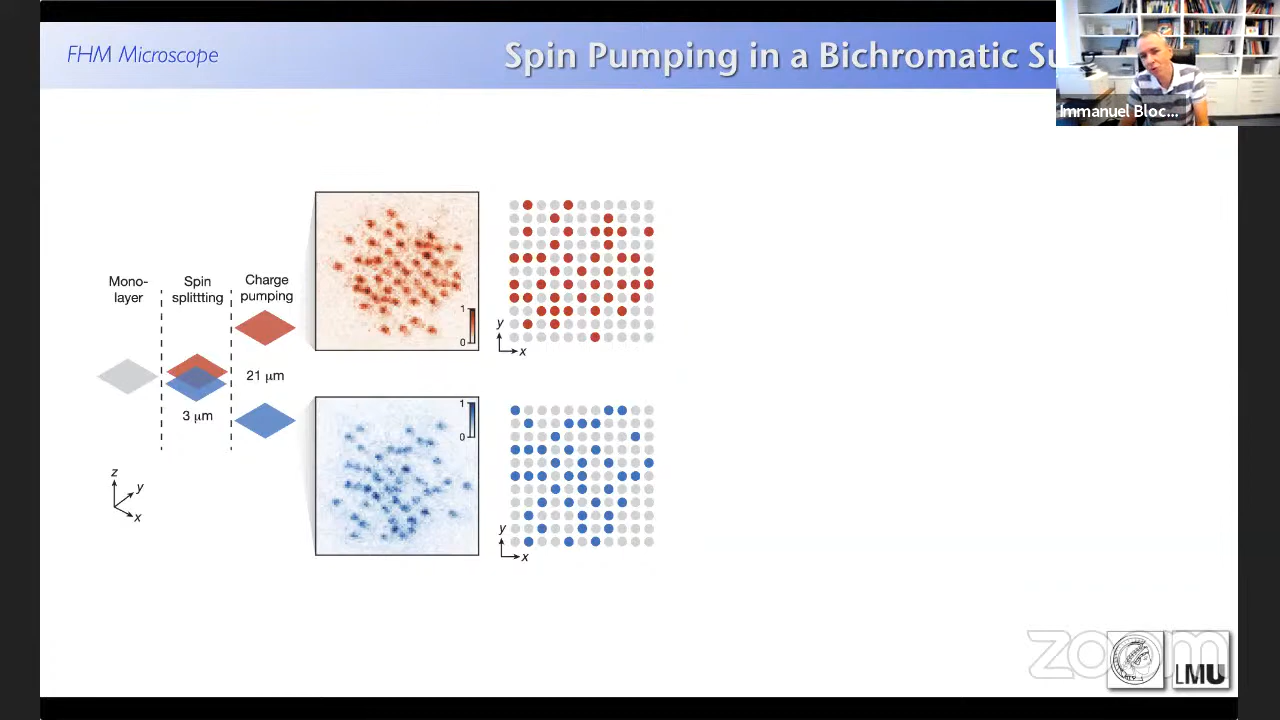 FHM Microscope
Spin Pumping in a Bichromatic Su
Immanuel Bloc...
Mono-
layer
Spin
splittting
Charge
pumping
21 μm
3 μm
z
y
x
1
0
y
x
1
0
y
x
zoom
LMU